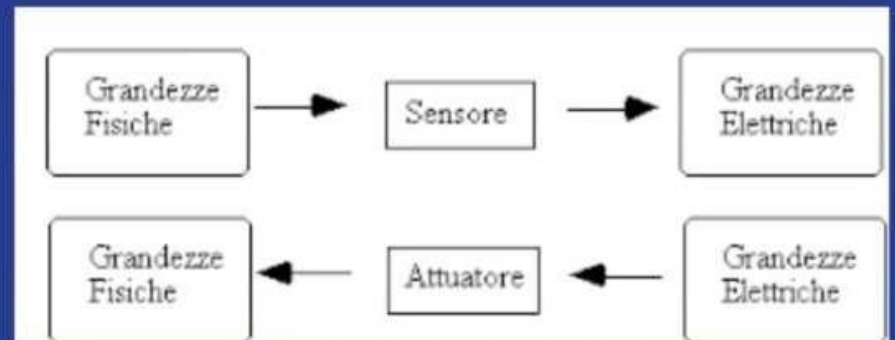 Grandezze
Fisiche
Sensore
Grandezze
Elettriche
Grandezze
Fisiche
Attuatore
Grandezze
Elettriche